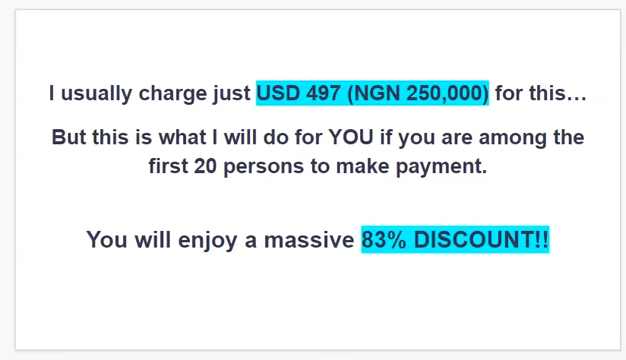 I usually charge just USD 497 (NGN 250,000) for this…
But this is what I will do for YOU if you are among the
first 20 persons to make payment.
You will enjoy a massive 83% DISCOUNT!!